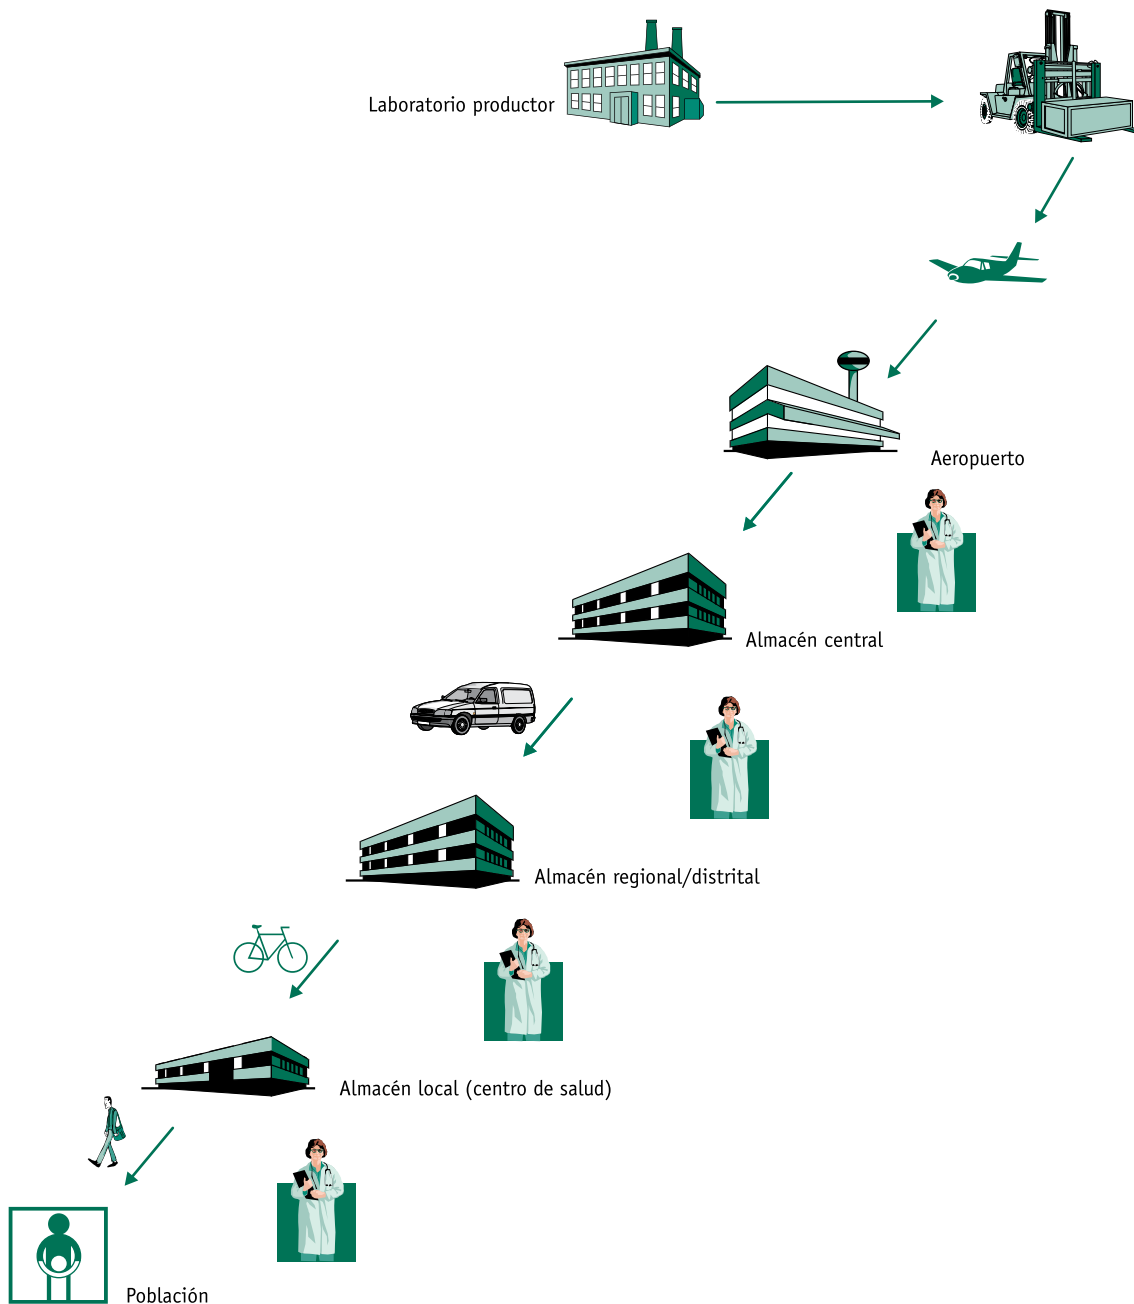 Laboratorio productor
Aeropuerto
Almacén central
Almacén regional/distrital
Almacén local (centro de salud)
Población